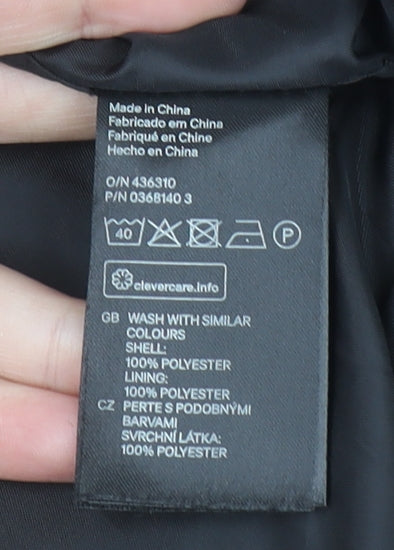 Made in China
Fabricado em China
Fabriqué en Chine
Hecho en China
O/N 436310
P/N 0368140 3
40 P
clevercare.info
GB WASH WITH SIMILAR
COLOURS
SHELL:
100% POLYESTER
LINING:
100% POLYESTER
CZ PERTE S PODOBNÝMI
BARVAMI
SVRCHNÍ LÁTKA:
100% POLYESTER